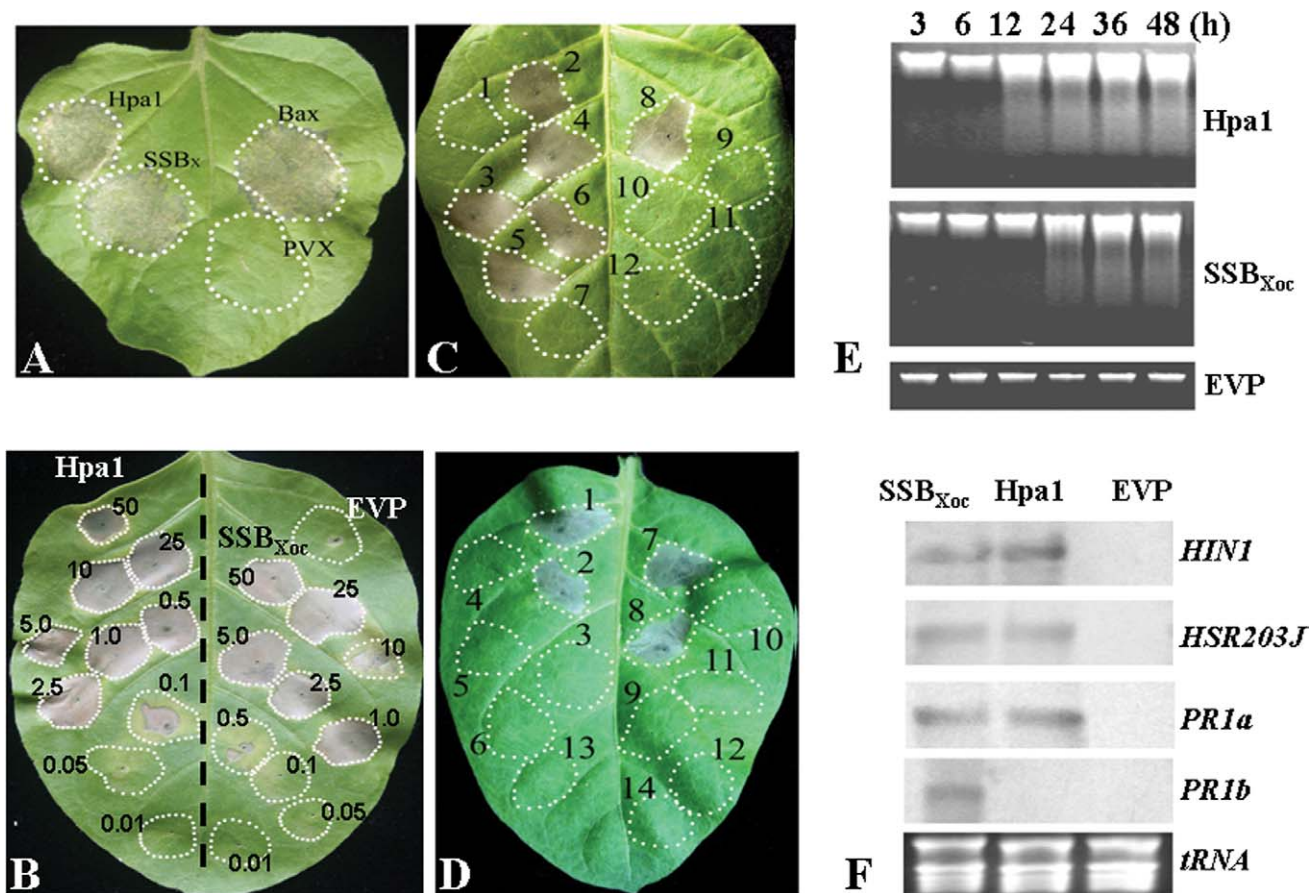 Hpa1
Bax
SSBx
PVX
A
1
2
3
4
5
6
7
8
9
10
11
12
C
3 6 12 24 36 48 (h)
Hpa1
SSBXoc
EVP
E
Hpa1
EVP
SSBXoc
50
25
10
0.5
5.0
1.0
2.5
0.1
0.05
0.01
50
25
5.0
10
2.5
0.5
1.0
0.1
0.05
0.01
B
1
2
3
4
5
6
7
8
9
10
11
12
13
14
D
SSBXoc Hpa1 EVP
HIN1
HSR203J
PR1a
PR1b
tRNA
F